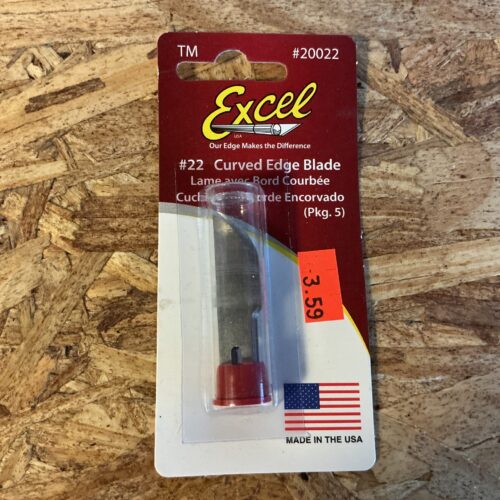 TM #20022
Excel
USA
Our Edge Makes the Difference
#22 Curved Edge Blade
Lame avec Bord Courbée
Encorvado
(Pkg. 5)
3.59
MADE IN THE USA